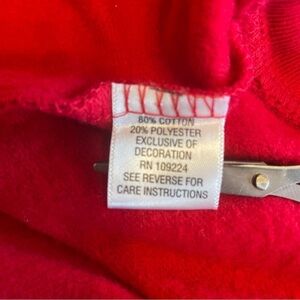 80% COTTON
20% POLYESTER
EXCLUSIVE OF
DECORATION
RN 109224
SEE REVERSE FOR
CARE INSTRUCTIONS